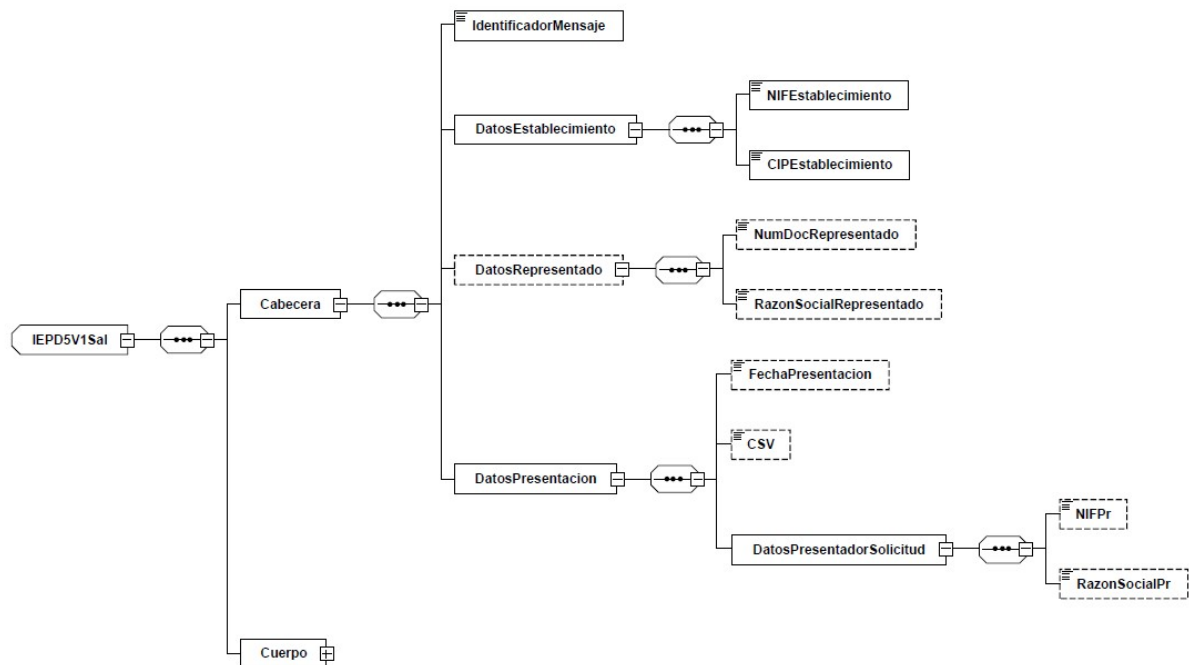 IdentificadorMensaje
NIFEstablecimiento
DatosEstablecimiento
CIPEstablecimiento
NumDocRepresentado
DatosRepresentado
RazonSocialRepresentado
Cabecera
IEPD5V1Sal
FechaPresentacion
CSV
DatosPresentacion
NIFPr
DatosPresentadorSolicitud
RazonSocialPr
Cuerpo